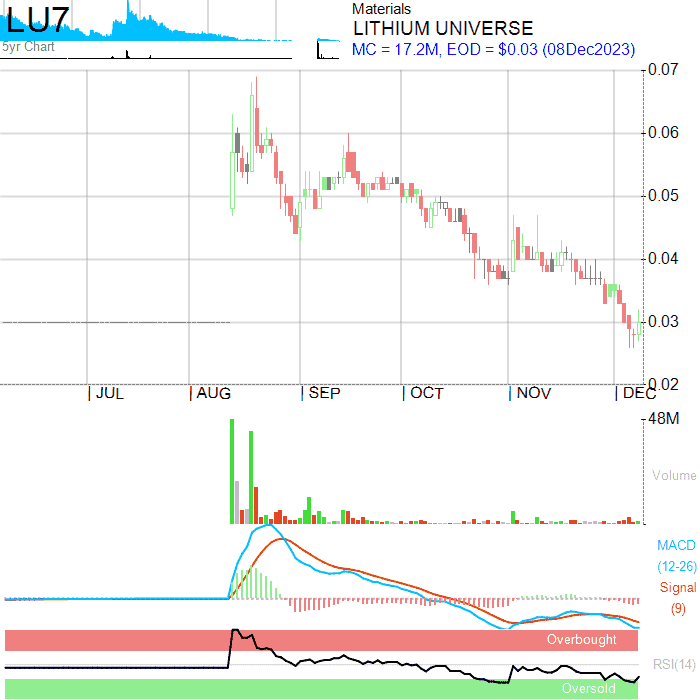 LU7
5yr Chart
Materials
LITHIUM UNIVERSE
MC = 17.2M, EOD = $0.03 (08Dec2023)
0.07
0.06
0.05
0.04
0.03
0.02
JUL AUG SEP OCT NOV DEC
48M
Volume
MACD
(12-26)
Signal
(9)
Overbought
RSI(14)
Oversold